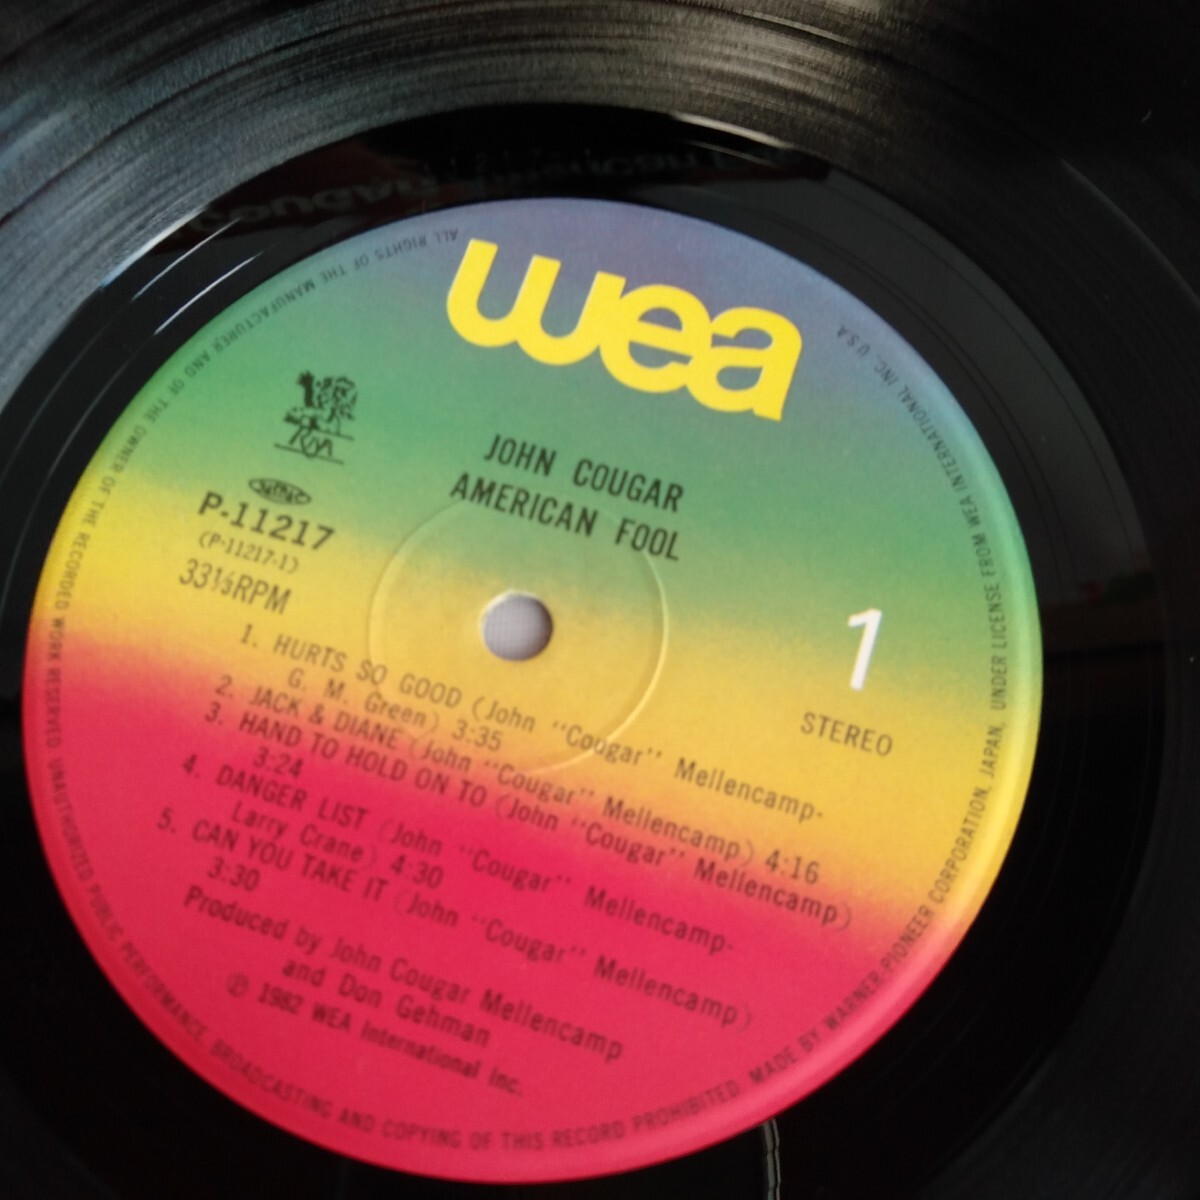 wea
JOHN COUGAR
AMERICAN FOOL
Riva
P-11217
(P-11217-1)
33⅓RPM
1
STEREO
1. HURTS SO GOOD (John "Cougar" Mellencamp-
G. M. Green) 3:35
2. JACK & DIANE (John "Cougar" Mellencamp) 4:16
3. HAND TO HOLD ON TO (John "Cougar" Mellencamp)
3:24
4. DANGER LIST (John "Cougar" Mellencamp-
Larry Crane) 4:30
5. CAN YOU TAKE IT (John "Cougar" Mellencamp)
3:30
Produced by John Cougar Mellencamp
and Don Gehman
℗ 1982 WEA International Inc.
ALL RIGHTS OF THE MANUFACTURER AND OF THE OWNER OF THE RECORDED WORK RESERVED. UNAUTHORIZED PUBLIC PERFORMANCE, BROADCASTING AND COPYING OF THIS RECORD PROHIBITED. MADE BY WARNER-PIONEER CORPORATION, JAPAN, UNDER LICENSE FROM WEA INTERNATIONAL INC. USA